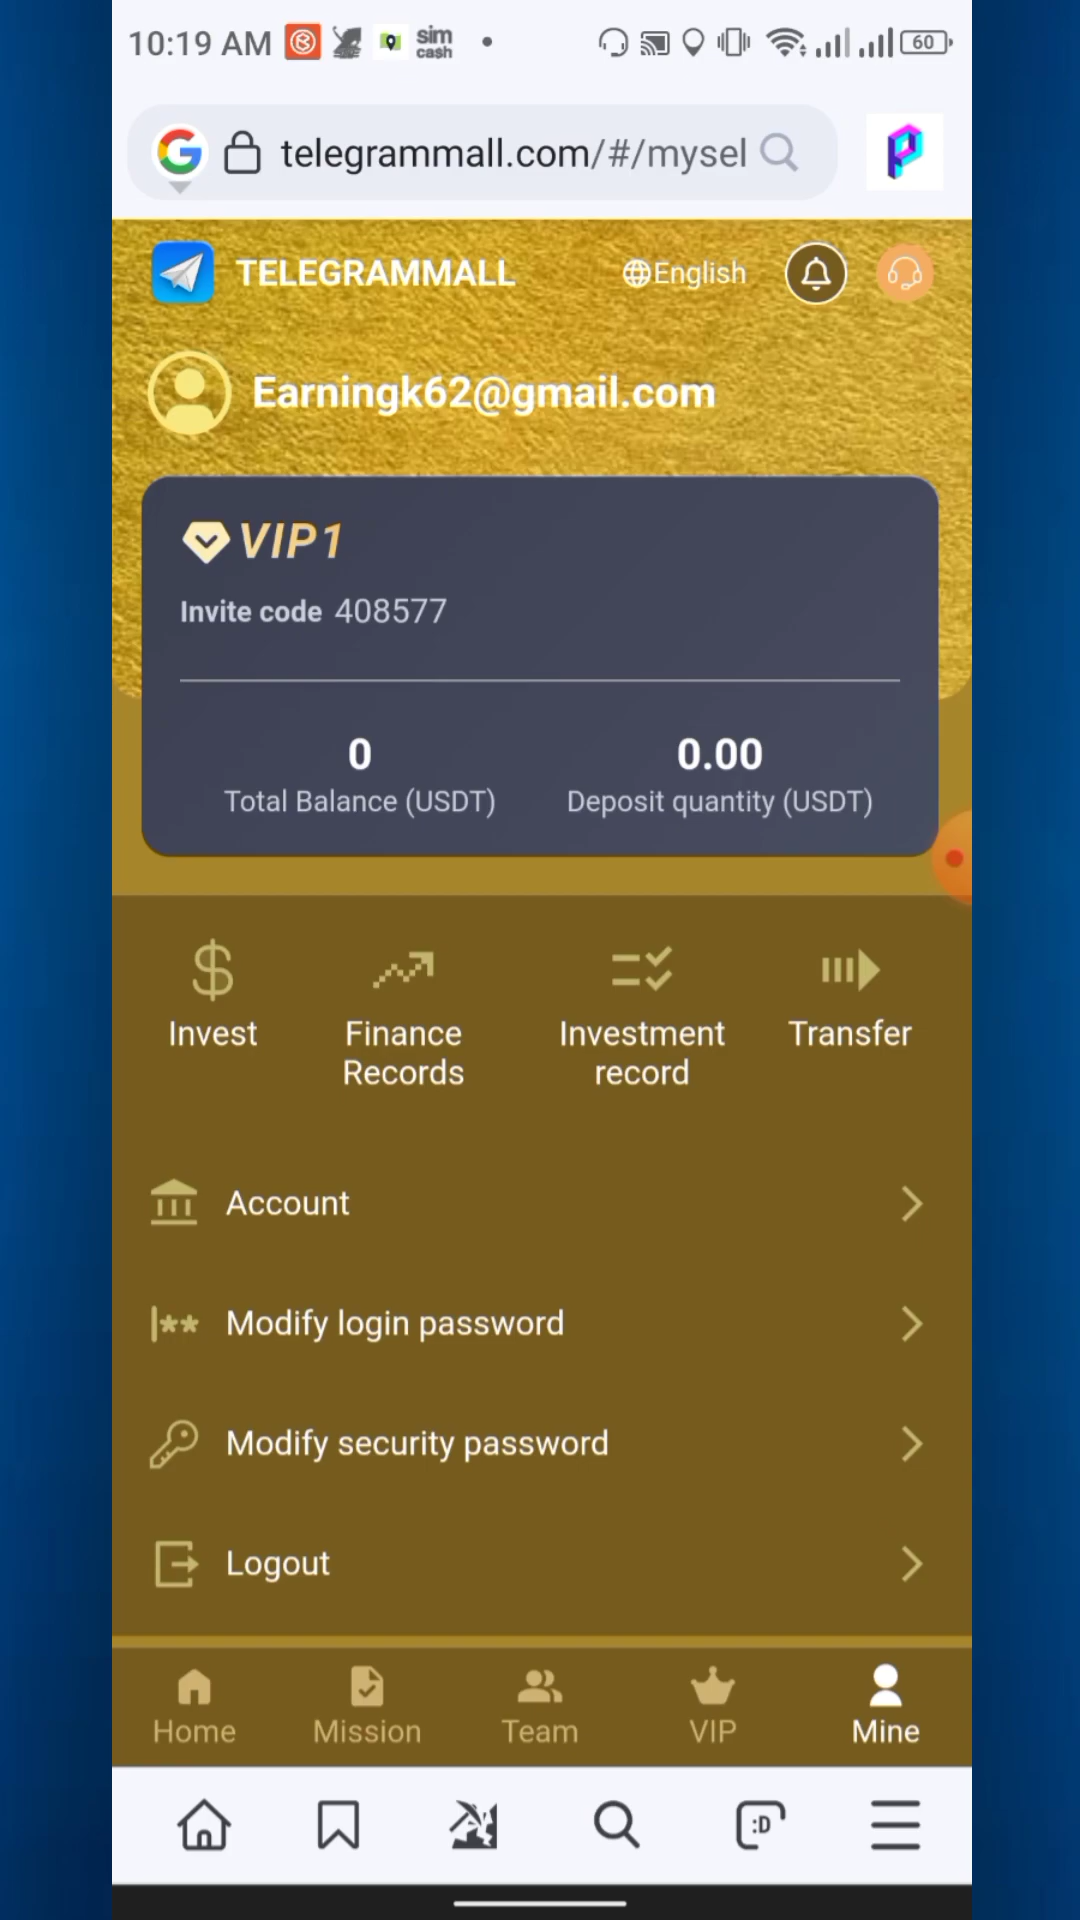 10:19 AM sim cash 60
telegrammall.com/#/mysel
TELEGRAMMALL English
Earningk62@gmail.com
VIP1
Invite code 408577
0 0.00
Total Balance (USDT) Deposit quantity (USDT)
Invest Finance Records Investment record Transfer
Account
|** Modify login password
Modify security password
Logout
Home Mission Team VIP Mine
:D